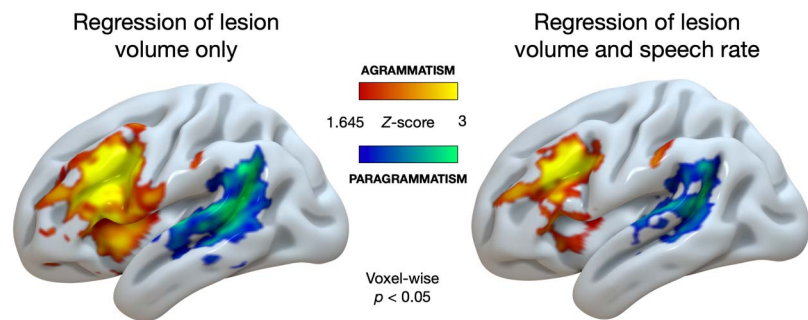 Regression of lesion
volume only
Regression of lesion
volume and speech rate
AGRAMMATISM
1.645 Z-score 3
PARAGRAMMATISM
Voxel-wise
p < 0.05